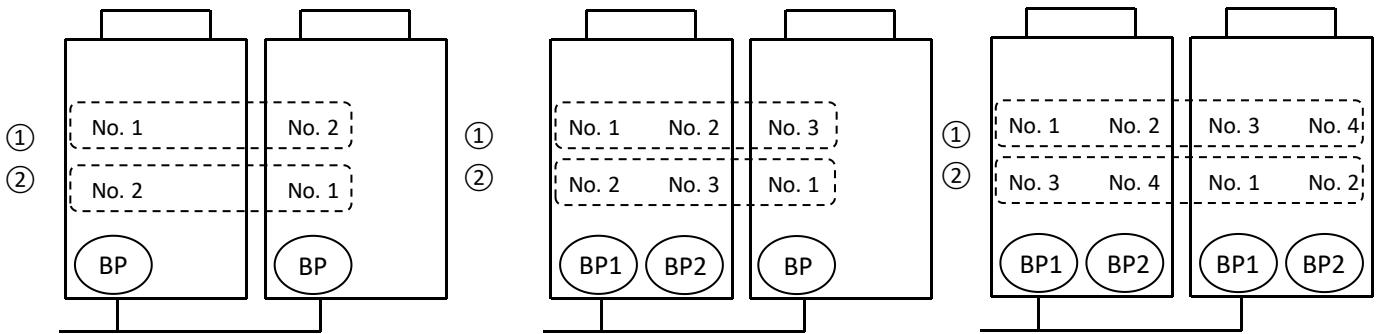 ① No. 1 No. 2
② No. 2 No. 1
BP BP
① No. 1 No. 2 No. 3
② No. 2 No. 3 No. 1
BP1 BP2 BP
① No. 1 No. 2 No. 3 No. 4
② No. 3 No. 4 No. 1 No. 2
BP1 BP2 BP1 BP2